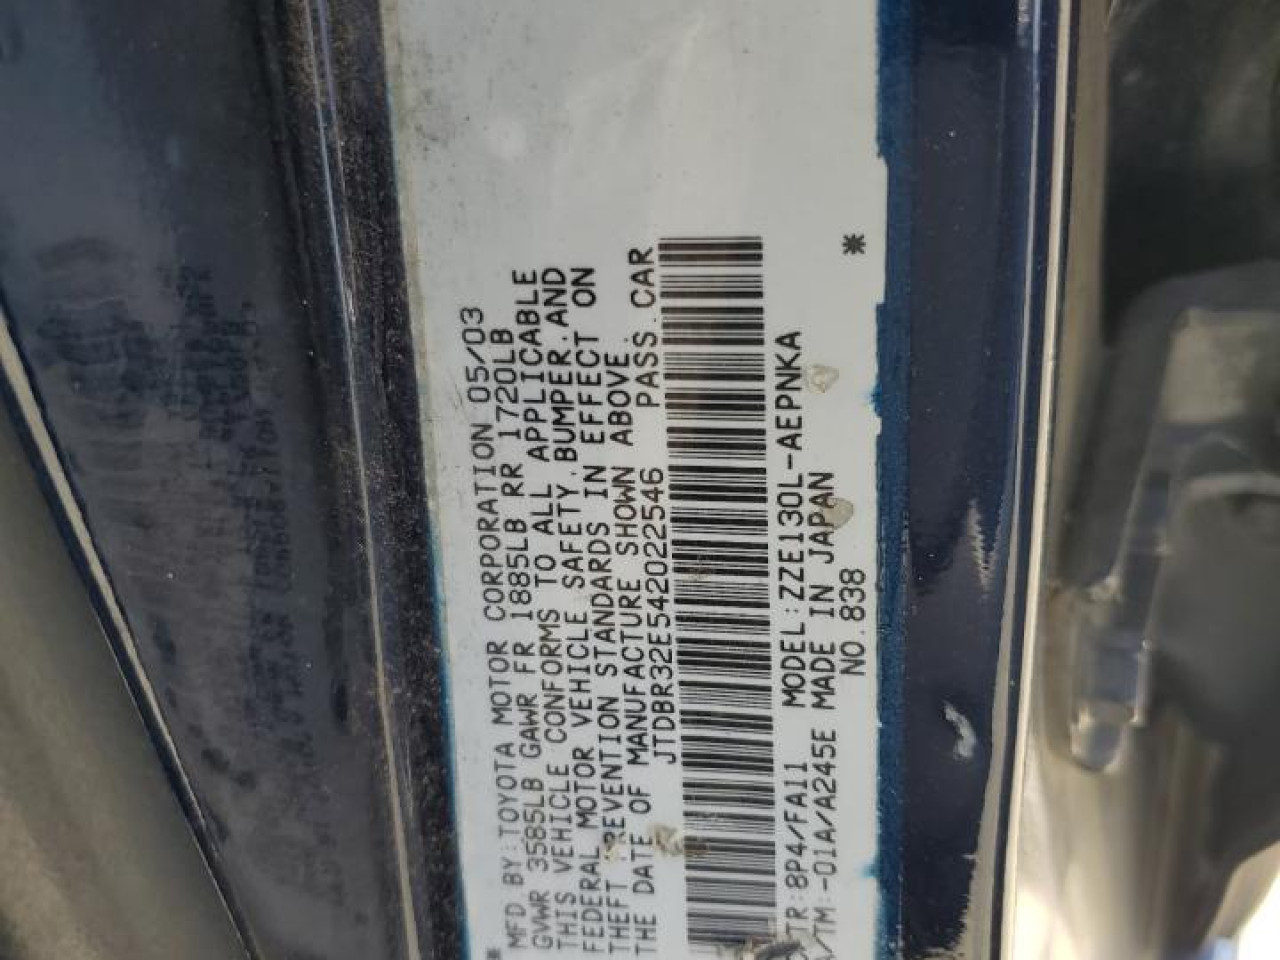 MFD BY:TOYOTA MOTOR CORPORATION 05/03
GVWR 3585LB GAWR FR 1885LB RR 1720LB
THIS VEHICLE CONFORMS TO ALL APPLICABLE
FEDERAL MOTOR VEHICLE SAFETY,BUMPER,AND
THEFT PREVENTION STANDARDS IN EFFECT ON
THE DATE OF MANUFACTURE SHOWN ABOVE.
JTDBR32E542022546 PASS.CAR
TR:8P4/FA11 MODEL:ZZE130L-AEPNKA
/TM:-01A/A245E MADE IN JAPAN
NO.838